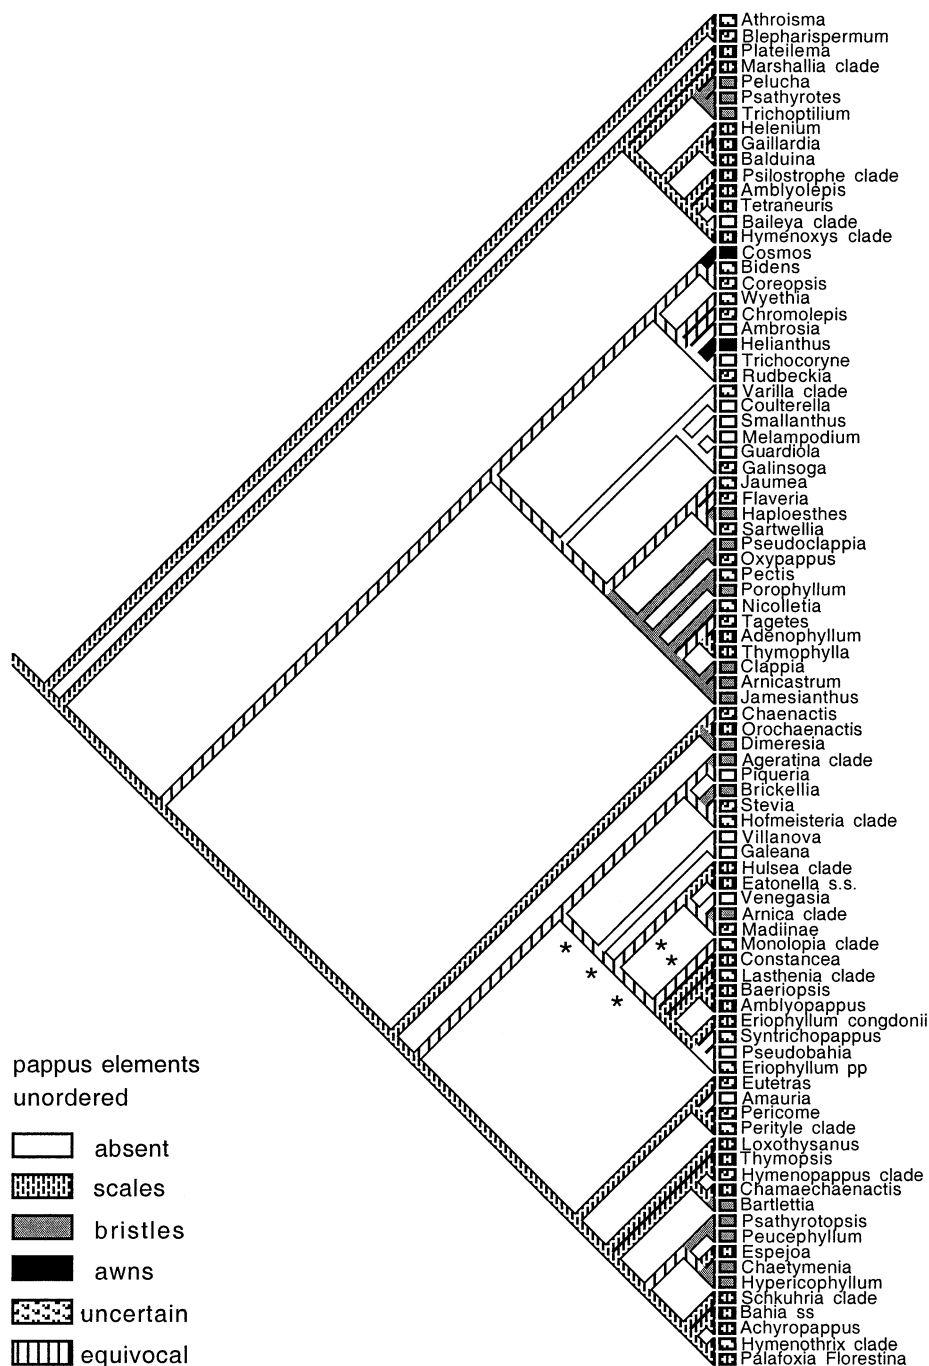 Athroisma
Blepharispermum
Plateilema
Marshallia clade
Pelucha
Psathyrotes
Trichoptilium
Helenium
Gaillardia
Balduina
Psilostrophe clade
Amblyolepis
Tetraneuris
Baileya clade
Hymenoxys clade
Cosmos
Bidens
Coreopsis
Wyethia
Chromolepis
Ambrosia
Helianthus
Trichocoryne
Rudbeckia
Varilla clade
Coulterella
Smallanthus
Melampodium
Guardiola
Galinsoga
Jaumea
Flaveria
Haploesthes
Sartwellia
Pseudoclappia
Oxypappus
Pectis
Porophyllum
Nicolletia
Tagetes
Adenophyllum
Thymophylla
Clappia
Arnicastrum
Jamesianthus
Chaenactis
Orochaenactis
Dimeresia
Ageratina clade
Piqueria
Brickellia
Stevia
Hofmeisteria clade
Villanova
Galeana
Hulsea clade
Eatonella s.s.
Venegasia
Arnica clade
Madiinae
Monolopia clade
Constancea
Lasthenia clade
Baeriopsis
Amblyopappus
Eriophyllum congdonii
Syntrichopappus
Pseudobahia
Eriophyllum pp
Eutetras
Amauria
Pericome
Perityle clade
Loxothysanus
Thymopsis
Hymenopappus clade
Chamaechaenactis
Bartlettia
Psathyrotopsis
Peucephyllum
Espejoa
Chaetymenia
Hypericophyllum
Schkuhria clade
Bahia ss
Achyropappus
Hymenothrix clade
Palafoxia Florestina
*
*
*
*
*
pappus elements
unordered
absent
scales
bristles
awns
uncertain
equivocal